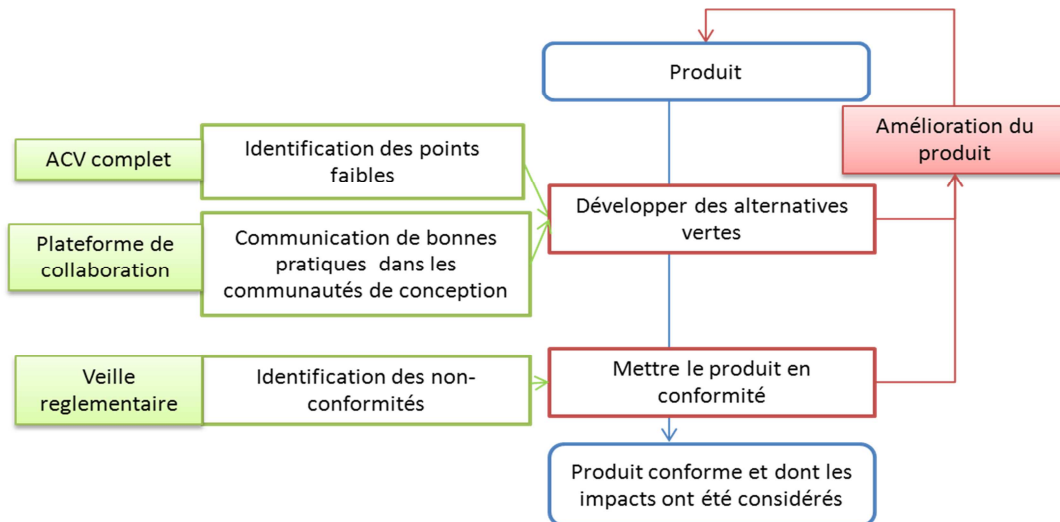 Produit
Amélioration du
produit
ACV complet
Identification des points
faibles
Développer des alternatives
vertes
Plateforme de
collaboration
Communication de bonnes
pratiques dans les
communautés de conception
Veille
reglementaire
Identification des non-
conformités
Mettre le produit en
conformité
Produit conforme et dont les
impacts ont été considérés